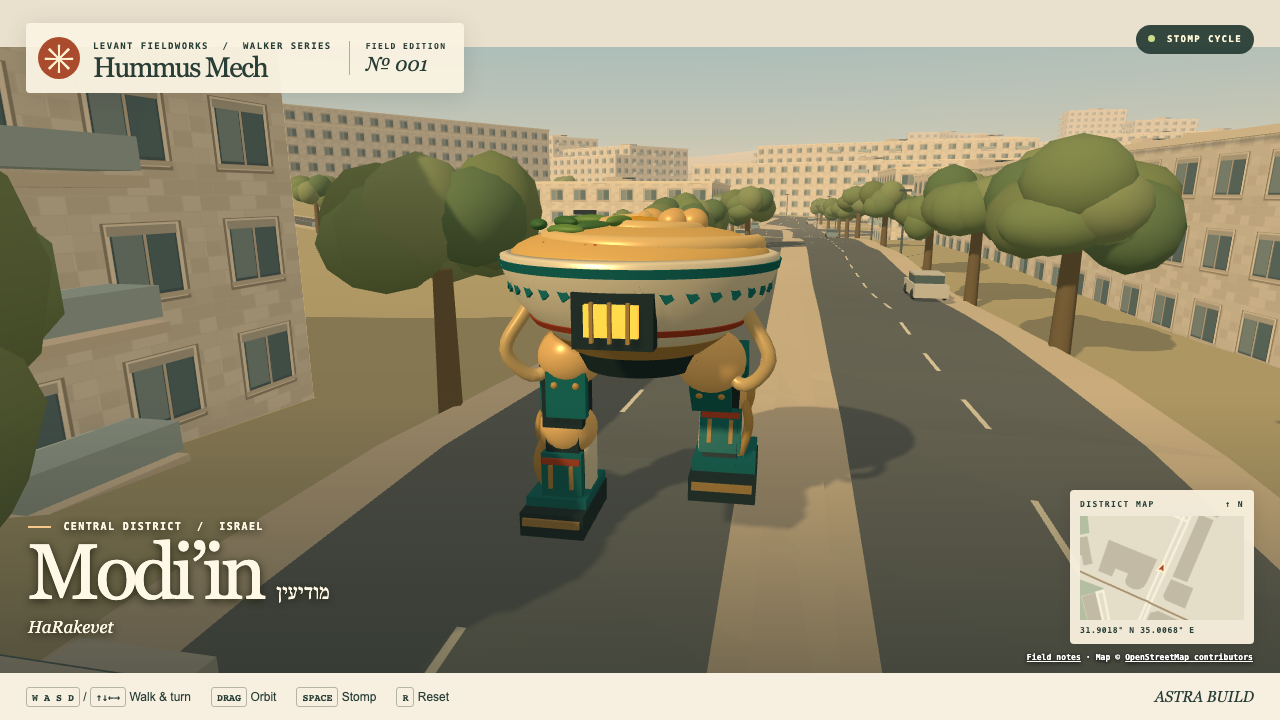 LEVANT FIELDWORKS / WALKER SERIES
Hummus Mech
FIELD EDITION
Nº 001
STOMP CYCLE
CENTRAL DISTRICT / ISRAEL
Modi’in מודיעין
HaRakevet
DISTRICT MAP ↑ N
31.9018° N 35.0068° E
Field notes · Map © OpenStreetMap contributors
W A S D / ↑↓←→ Walk & turn DRAG Orbit SPACE Stomp R Reset
ASTRA BUILD